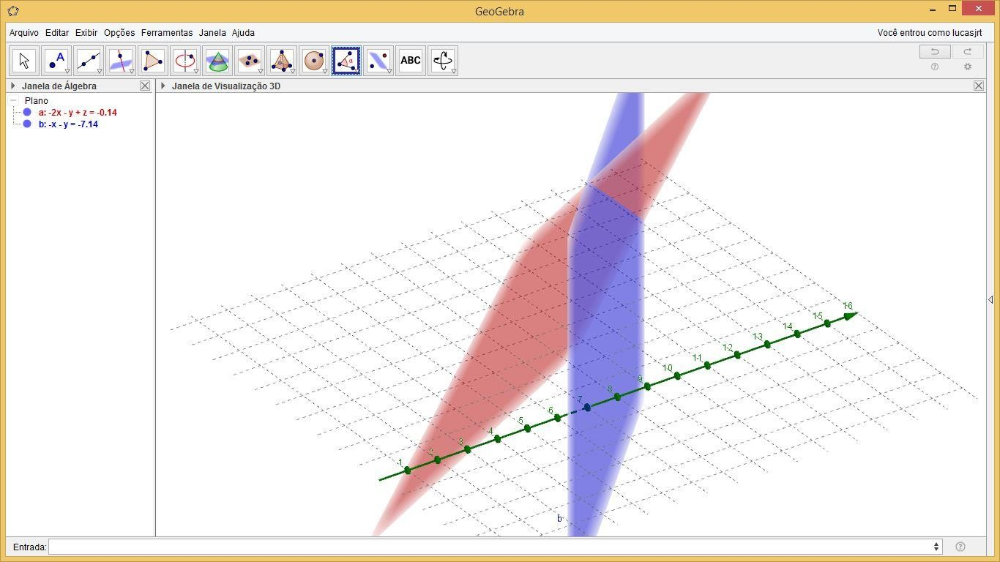 GeoGebra
Arquivo Editar Exibir Opções Ferramentas Janela Ajuda
Você entrou como lucasjrt
A
α
ABC
Janela de Álgebra
Janela de Visualização 3D
Plano
a: -2x - y + z = -0.14
b: -x - y = -7.14
16
15
14
13
12
11
10
9
8
7
6
5
4
3
2
1
b
Entrada: